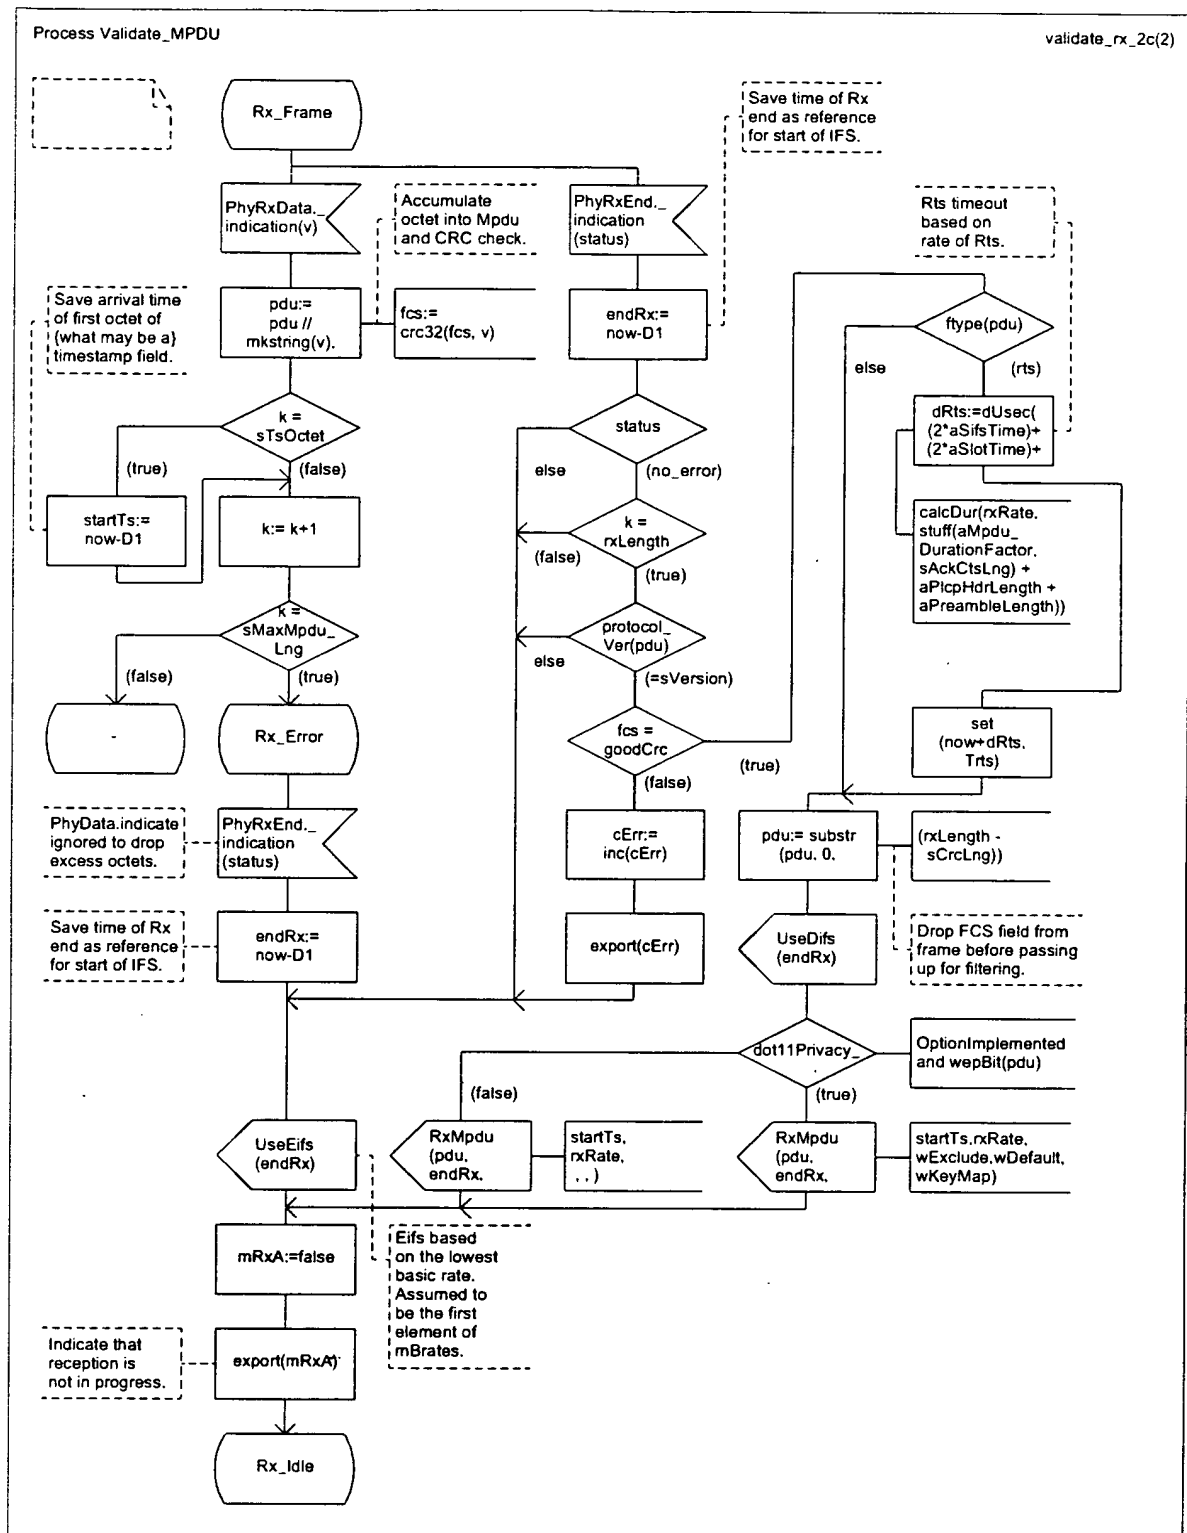 Process Validate_MPDU
validate_rx_2c(2)
Rx_Frame
Save time of Rx
end as reference
for start of IFS.
PhyRxData._
indication(v)
Accumulate
octet into Mpdu
and CRC check.
PhyRxEnd._
indication
(status)
Rts timeout
based on
rate of Rts.
Save arrival time
of first octet of
{what may be a}
timestamp field.
pdu:=
pdu //
mkstring(v).
fcs:=
crc32(fcs, v)
endRx:=
now-D1
ftype(pdu)
else
(rts)
k =
sTsOctet
(true)
(false)
status
else
(no_error)
dRts:=dUsec(
(2*aSifsTime)+
(2*aSlotTime)+
startTs:=
now-D1
k:= k+1
k =
rxLength
(false)
(true)
calcDur(rxRate,
stuff(aMpdu_
DurationFactor,
sAckCtsLng) +
aPlcpHdrLength +
aPreambleLength))
k =
sMaxMpdu_
Lng
(false)
(true)
protocol_
Ver(pdu)
else
(=sVersion)
-
Rx_Error
fcs =
goodCrc
(true)
(false)
set
(now+dRts,
Trts)
PhyData.indicate
ignored to drop
excess octets.
PhyRxEnd._
indication
(status)
cErr:=
inc(cErr)
pdu:= substr
(pdu, 0,
(rxLength -
sCrcLng))
Save time of Rx
end as reference
for start of IFS.
endRx:=
now-D1
export(cErr)
UseDifs
(endRx)
Drop FCS field from
frame before passing
up for filtering.
dot11Privacy_
OptionImplemented
and wepBit(pdu)
(false)
(true)
UseEifs
(endRx)
RxMpdu
(pdu,
endRx,
startTs,
rxRate,
, , )
RxMpdu
(pdu,
endRx,
startTs,rxRate,
wExclude,wDefault,
wKeyMap)
mRxA:=false
Eifs based
on the lowest
basic rate.
Assumed to
be the first
element of
mBrates.
Indicate that
reception is
not in progress.
export(mRxA)
Rx_Idle